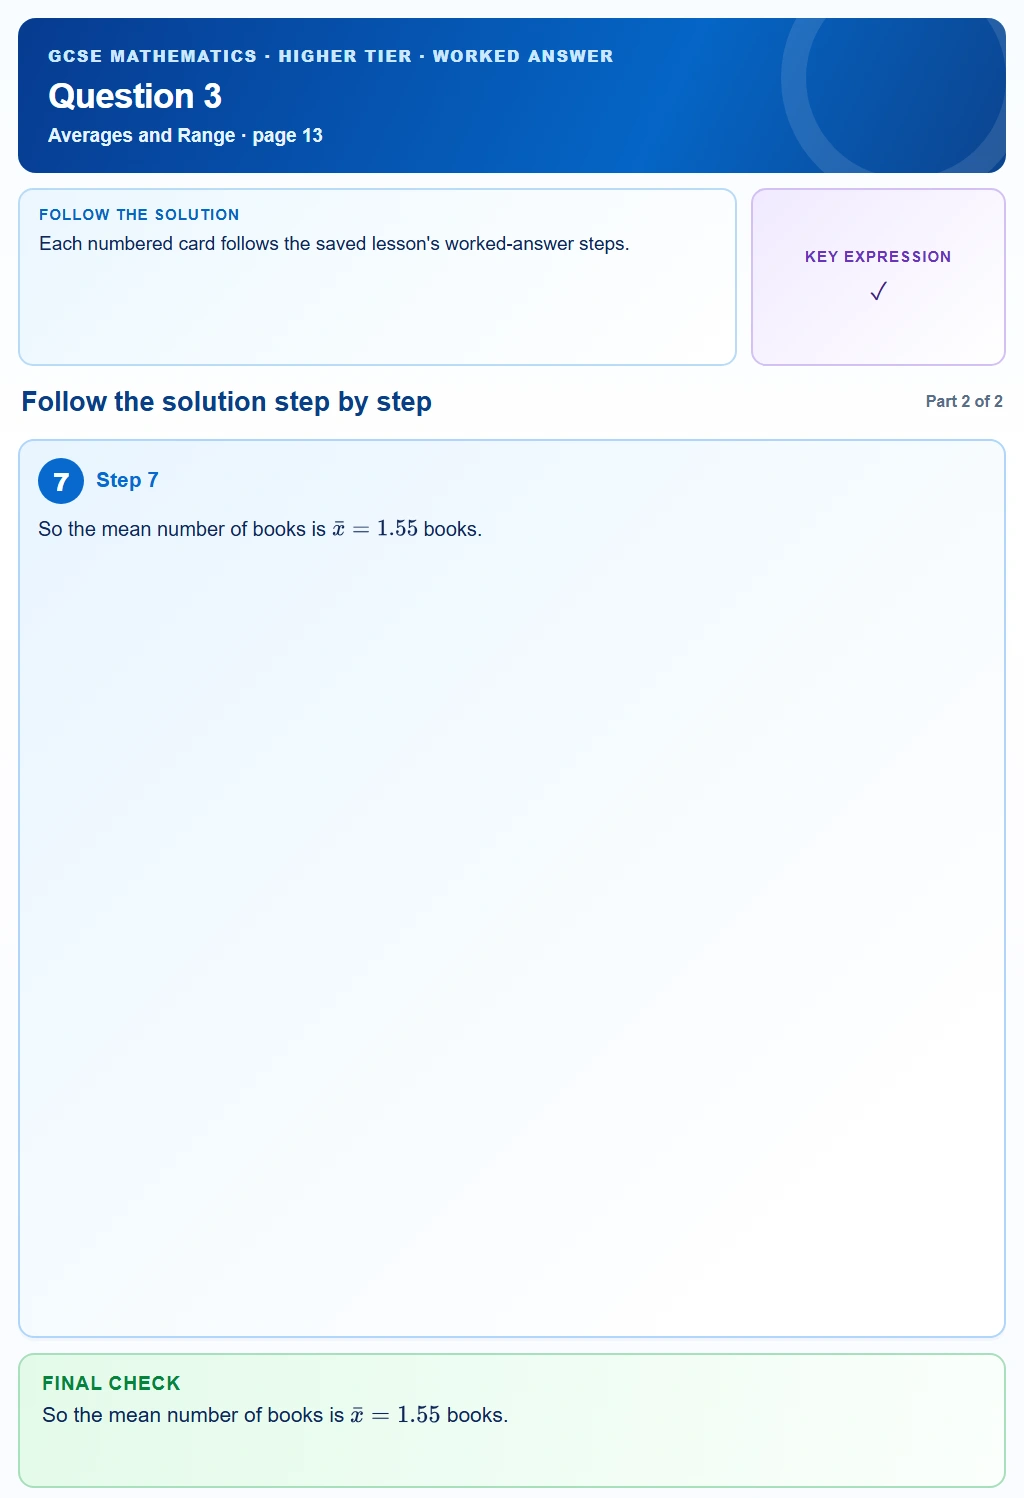 GCSE MATHEMATICS · HIGHER TIER · WORKED ANSWER
Question 3
Averages and Range · page 13
FOLLOW THE SOLUTION
Each numbered card follows the saved lesson's worked-answer steps.
KEY EXPRESSION
✓
Follow the solution step by step
Part 2 of 2
7 Step 7
So the mean number of books is x̄ = 1.55 books.
FINAL CHECK
So the mean number of books is x̄ = 1.55 books.